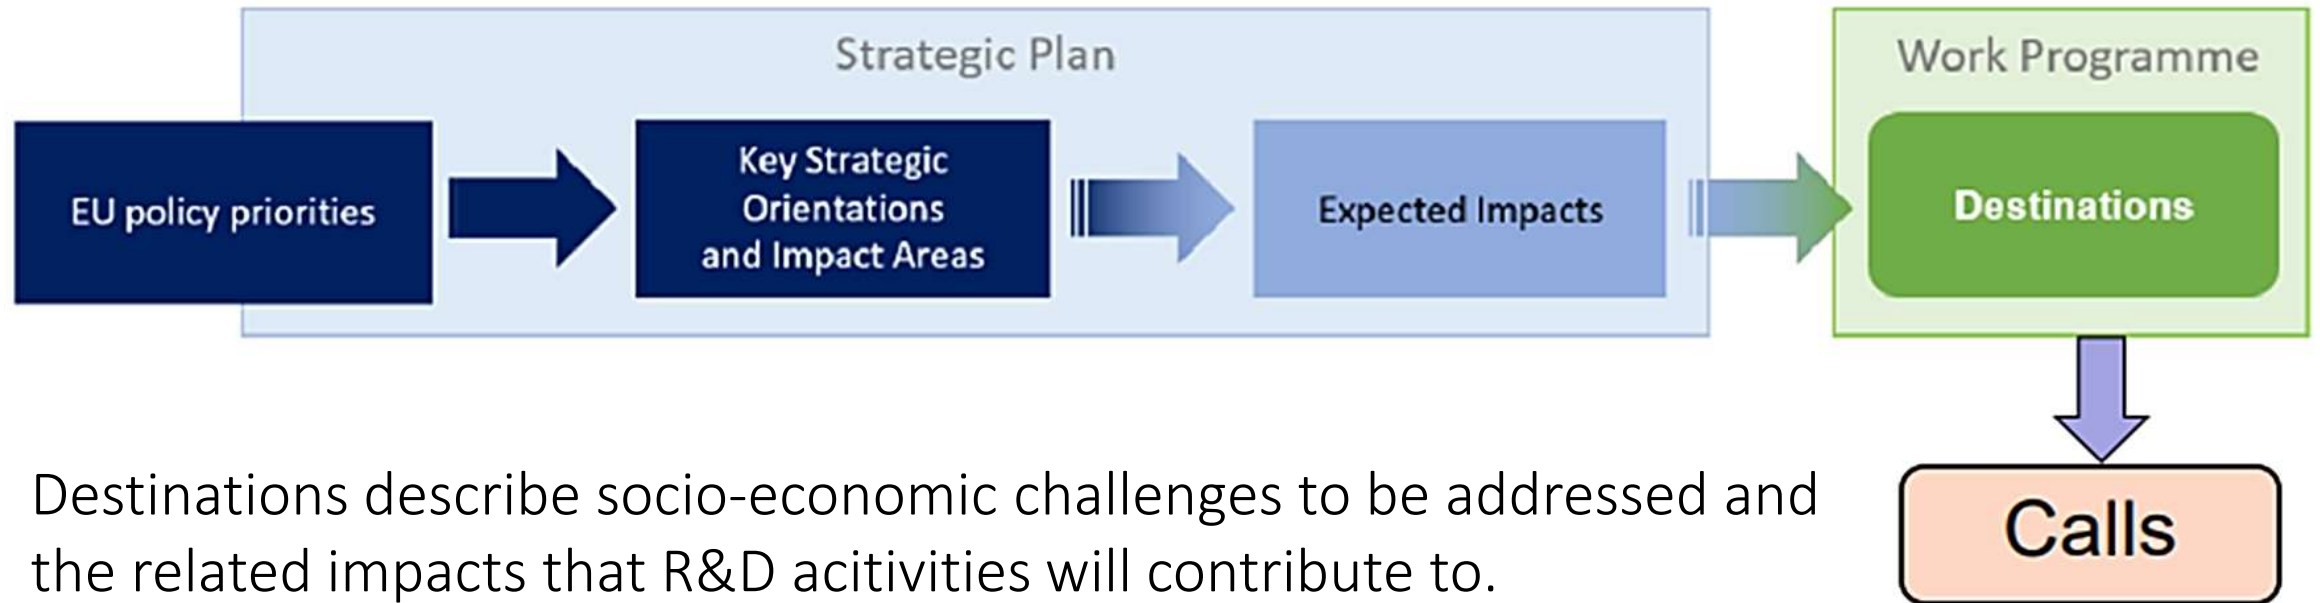 Strategic Plan
Work Programme
EU policy priorities
Key Strategic
Orientations
and Impact Areas
Expected Impacts
Destinations
Destinations describe socio-economic challenges to be addressed and
the related impacts that R&D acitivities will contribute to.
Calls